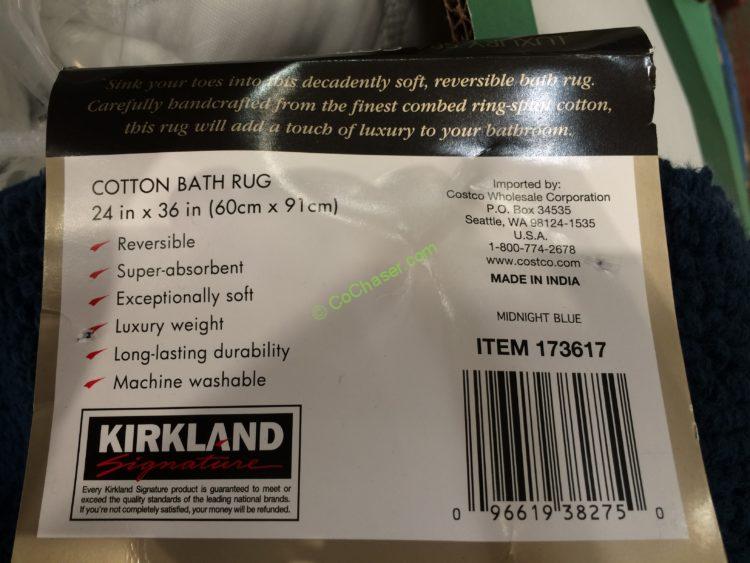 Sink your toes into this decadently soft, reversible bath rug.
Carefully handcrafted from the finest combed ring-spun cotton,
this rug will add a touch of luxury to your bathroom.
COTTON BATH RUG
24 in x 36 in (60cm x 91cm)
Reversible
Super-absorbent
Exceptionally soft
Luxury weight
Long-lasting durability
Machine washable
KIRKLAND
Signature
Every Kirkland Signature product is guaranteed to meet or
exceed the quality standards of the leading national brands.
If you're not completely satisfied, your money will be refunded.
Imported by:
Costco Wholesale Corporation
P.O. Box 34535
Seattle, WA 98124-1535
U.S.A.
1-800-774-2678
www.costco.com
MADE IN INDIA
MIDNIGHT BLUE
ITEM 173617
0 96619 38275 0
© CoChaser.com